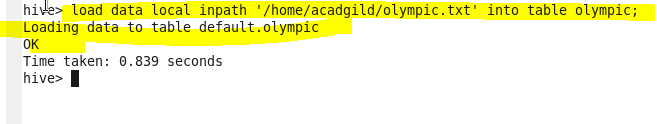 hive> load data local inpath '/home/acadgild/olympic.txt' into table olympic;
Loading data to table default.olympic
OK
Time taken: 0.839 seconds
hive>